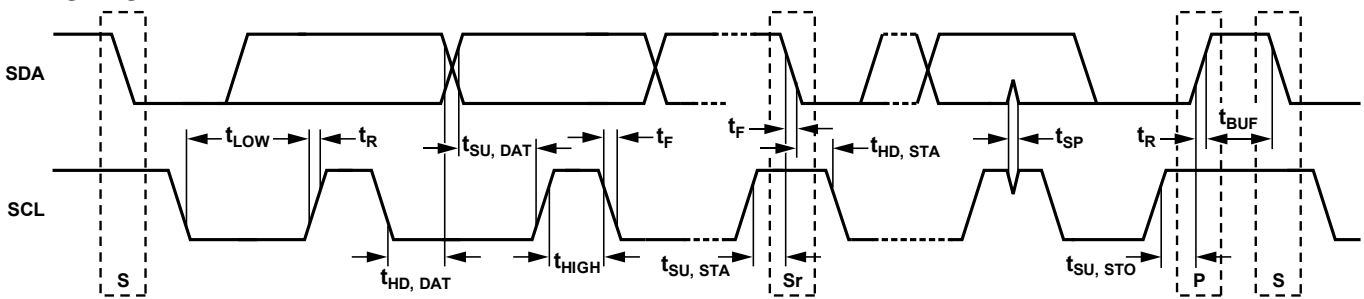 SDA
tLOW
tR
tSU, DAT
tF
tF
tHD, STA
tSP
tR
tBUF
SCL
tHD, DAT
tHIGH
tSU, STA
tSU, STO
S
Sr
P
S